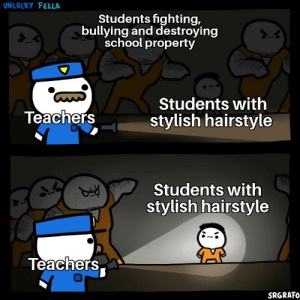 UNLUCKY FELLA
Students fighting,
bullying and destroying
school property
Teachers
Students with
stylish hairstyle
Students with
stylish hairstyle
Teachers
SRGRAFO